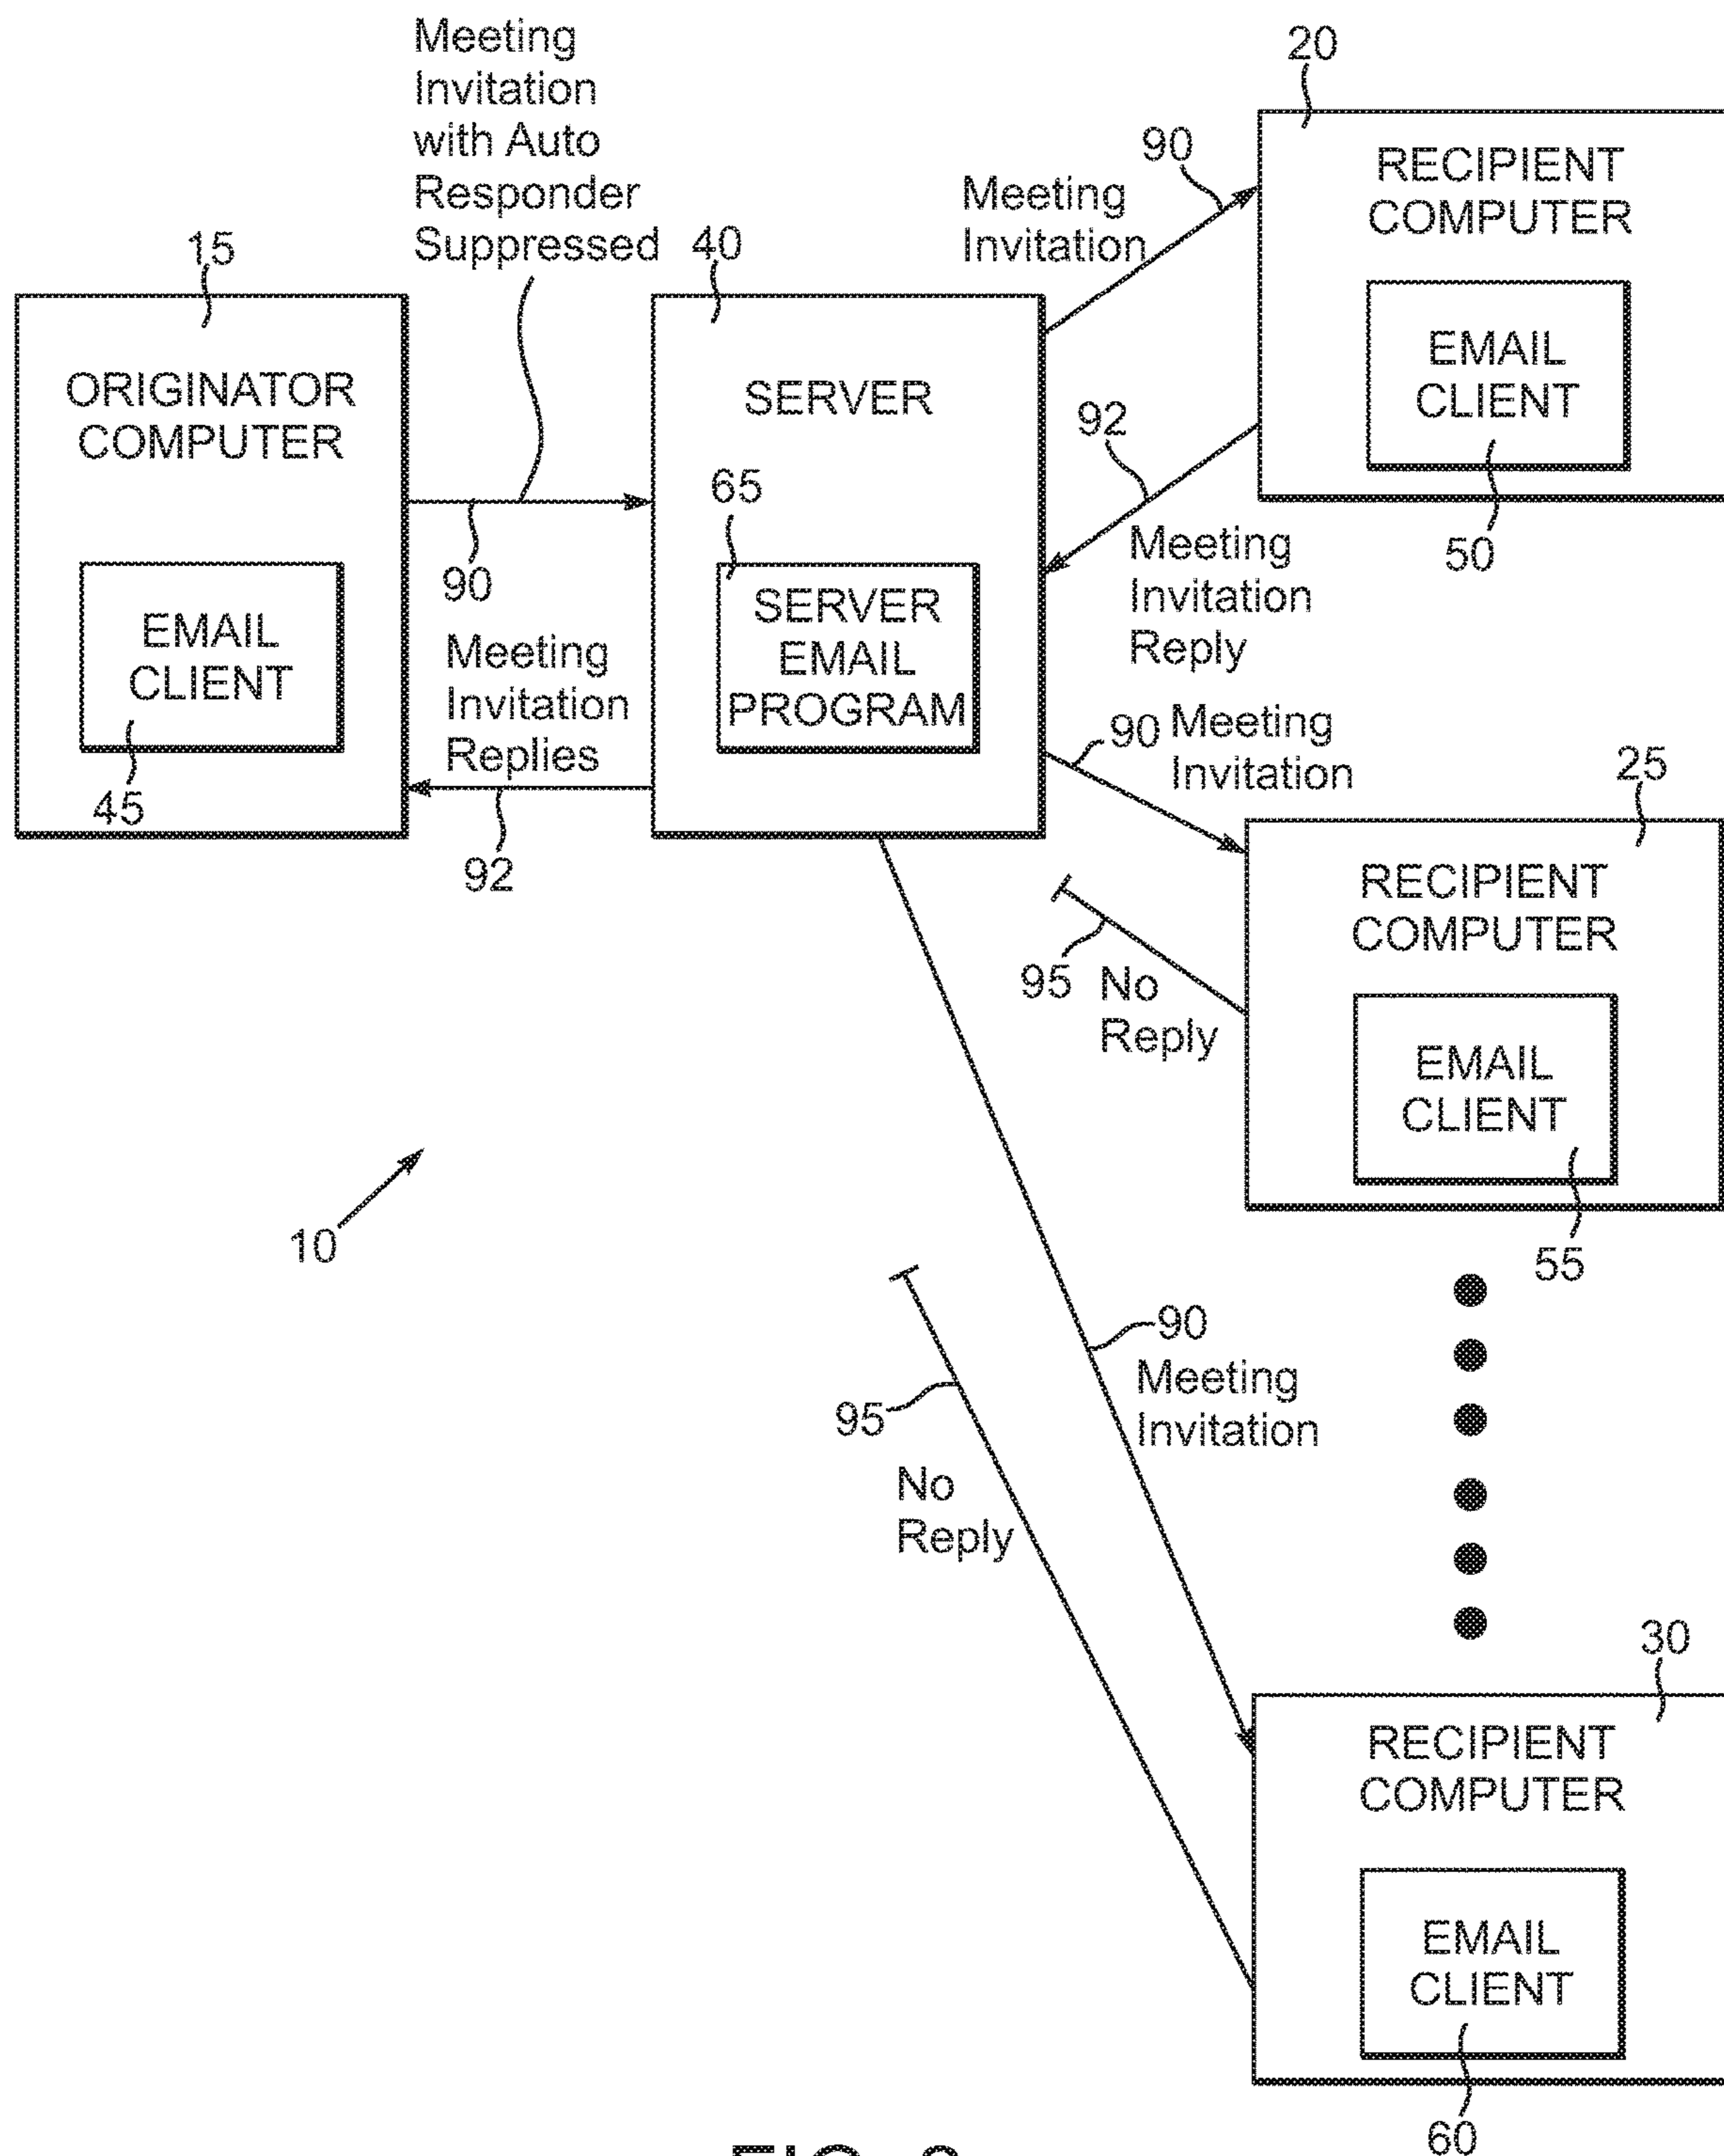 Meeting
Invitation
with Auto
Responder
Suppressed
15
ORIGINATOR
COMPUTER
EMAIL
CLIENT
45
90
Meeting
Invitation
Replies
92
40
SERVER
65
SERVER
EMAIL
PROGRAM
Meeting
Invitation
90
20
RECIPIENT
COMPUTER
EMAIL
CLIENT
50
92
Meeting
Invitation
Reply
90
Meeting
Invitation
25
RECIPIENT
COMPUTER
EMAIL
CLIENT
55
95
No
Reply
10
90
Meeting
Invitation
95
No
Reply
30
RECIPIENT
COMPUTER
EMAIL
CLIENT
60
FIG.